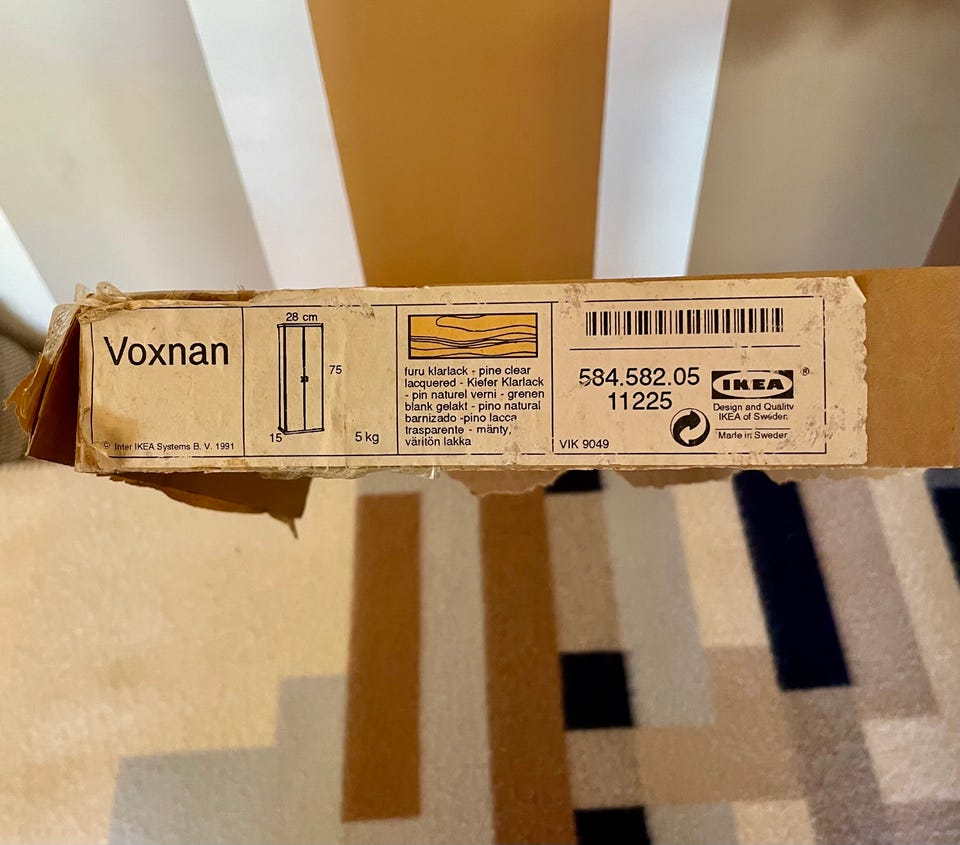 Voxnan
© Inter IKEA Systems B. V. 1991
28 cm
75
15
5 kg
furu klarlack - pine clear
lacquered - Kiefer Klarlack
- pin naturel verni - grenen
blank gelakt - pino natural
barnizado -pino lacca
trasparente - mänty,
väritön lakka
VIK 9049
584.582.05
11225
IKEA ®
Design and Quality
IKEA of Sweden
Made in Sweder